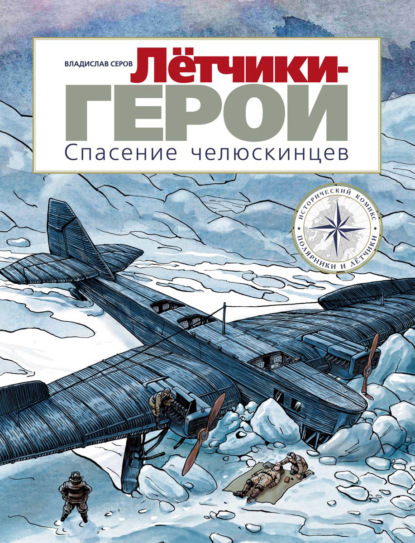 ВЛАДИСЛАВ СЕРОВ
Лётчики-
ГЕРОИ
Спасение челюскинцев
ИСТОРИЧЕСКИЙ КОМИКС
ПОЛЯРНИКИ И ЛЁТЧИКИ